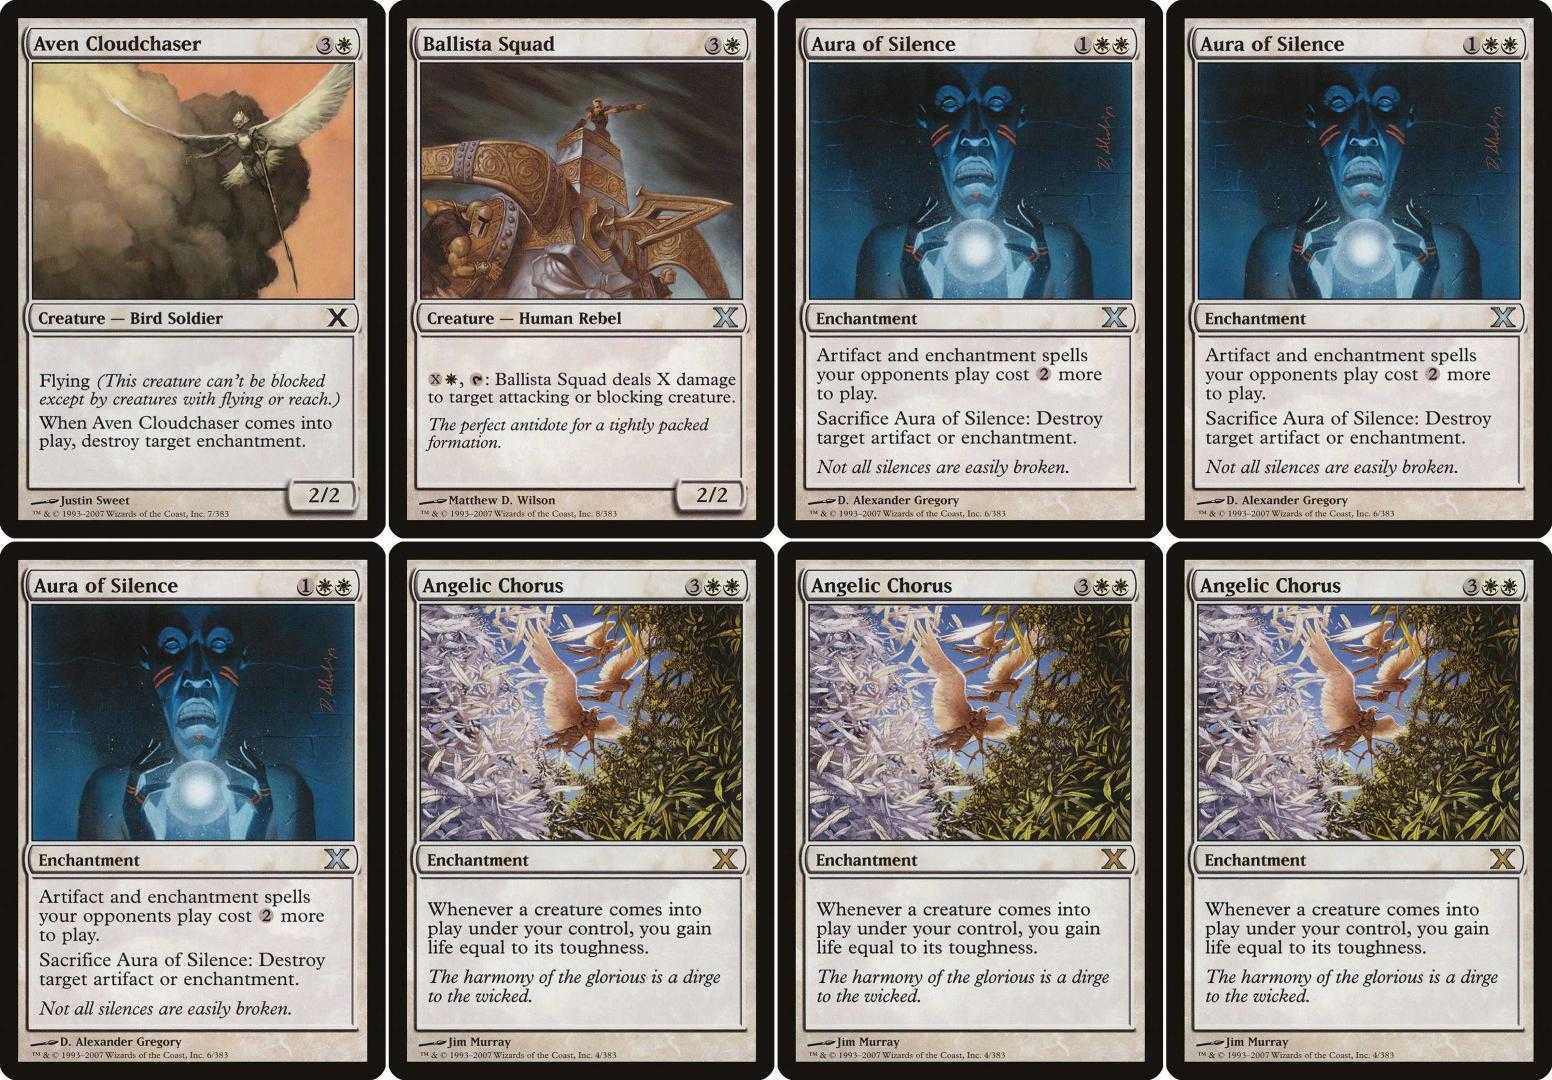 Aven Cloudchaser 3
Creature — Bird Soldier X
Flying (This creature can't be blocked
except by creatures with flying or reach.)
When Aven Cloudchaser comes into
play, destroy target enchantment.
2/2
Justin Sweet
™ & © 1993–2007 Wizards of the Coast, Inc. 7/383
Ballista Squad 3
Creature — Human Rebel X
X , : Ballista Squad deals X damage
to target attacking or blocking creature.
The perfect antidote for a tightly packed
formation.
2/2
Matthew D. Wilson
™ & © 1993–2007 Wizards of the Coast, Inc. 8/383
Aura of Silence 1
Enchantment X
Artifact and enchantment spells
your opponents play cost 2 more
to play.
Sacrifice Aura of Silence: Destroy
target artifact or enchantment.
Not all silences are easily broken.
D. Alexander Gregory
™ & © 1993–2007 Wizards of the Coast, Inc. 6/383
Aura of Silence 1
Enchantment X
Artifact and enchantment spells
your opponents play cost 2 more
to play.
Sacrifice Aura of Silence: Destroy
target artifact or enchantment.
Not all silences are easily broken.
D. Alexander Gregory
™ & © 1993–2007 Wizards of the Coast, Inc. 6/383
Aura of Silence 1
Enchantment X
Artifact and enchantment spells
your opponents play cost 2 more
to play.
Sacrifice Aura of Silence: Destroy
target artifact or enchantment.
Not all silences are easily broken.
D. Alexander Gregory
™ & © 1993–2007 Wizards of the Coast, Inc. 6/383
Angelic Chorus 3
Enchantment X
Whenever a creature comes into
play under your control, you gain
life equal to its toughness.
The harmony of the glorious is a dirge
to the wicked.
Jim Murray
™ & © 1993–2007 Wizards of the Coast, Inc. 4/383
Angelic Chorus 3
Enchantment X
Whenever a creature comes into
play under your control, you gain
life equal to its toughness.
The harmony of the glorious is a dirge
to the wicked.
Jim Murray
™ & © 1993–2007 Wizards of the Coast, Inc. 4/383
Angelic Chorus 3
Enchantment X
Whenever a creature comes into
play under your control, you gain
life equal to its toughness.
The harmony of the glorious is a dirge
to the wicked.
Jim Murray
™ & © 1993–2007 Wizards of the Coast, Inc. 4/383